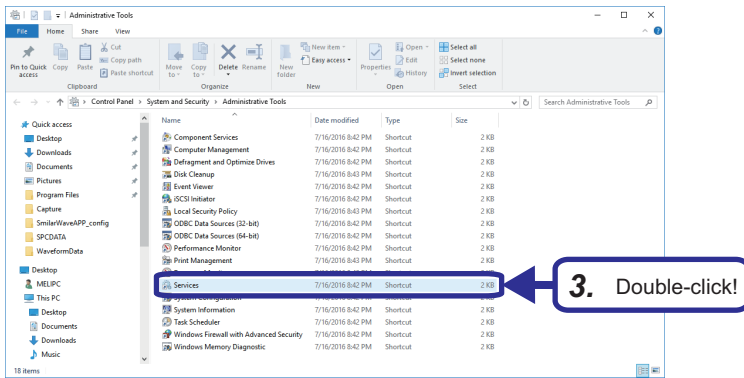 Administrative Tools
File Home Share View
Pin to Quick access
Copy
Paste
Cut
Copy path
Paste shortcut
Clipboard
Move to
Copy to
Delete
Rename
Organize
New folder
New item
Easy access
New
Properties
Open
Edit
History
Open
Select all
Select none
Invert selection
Select
Control Panel > System and Security > Administrative Tools
Search Administrative Tools
Quick access
Desktop
Downloads
Documents
Pictures
Program Files
Capture
SmilarWaveAPP_config
SPCDATA
WaveformData
Desktop
MELIPC
This PC
Desktop
Documents
Downloads
Music
Name Date modified Type Size
Component Services 7/16/2016 8:42 PM Shortcut 2 KB
Computer Management 7/16/2016 8:42 PM Shortcut 2 KB
Defragment and Optimize Drives 7/16/2016 8:42 PM Shortcut 2 KB
Disk Cleanup 7/16/2016 8:43 PM Shortcut 2 KB
Event Viewer 7/16/2016 8:42 PM Shortcut 2 KB
iSCSI Initiator 7/16/2016 8:42 PM Shortcut 2 KB
Local Security Policy 7/16/2016 8:43 PM Shortcut 2 KB
ODBC Data Sources (32-bit) 7/16/2016 8:42 PM Shortcut 2 KB
ODBC Data Sources (64-bit) 7/16/2016 8:42 PM Shortcut 2 KB
Performance Monitor 7/16/2016 8:42 PM Shortcut 2 KB
Print Management 7/16/2016 8:43 PM Shortcut 2 KB
Services 7/16/2016 8:42 PM Shortcut 2 KB
System Configuration 7/16/2016 8:42 PM Shortcut 2 KB
System Information 7/16/2016 8:42 PM Shortcut 2 KB
Task Scheduler 7/16/2016 8:42 PM Shortcut 2 KB
Windows Firewall with Advanced Security 7/16/2016 8:42 PM Shortcut 2 KB
Windows Memory Diagnostic 7/16/2016 8:42 PM Shortcut 2 KB
18 items
3. Double-click!